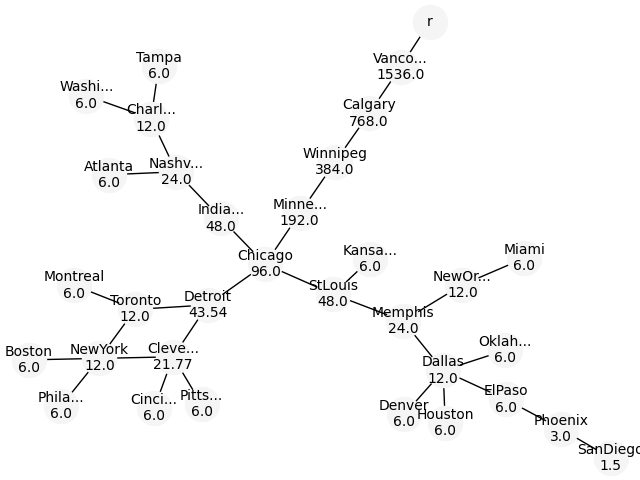 r
Vanco...
1536.0
Tampa
6.0
Washi...
6.0
Charl...
12.0
Calgary
768.0
Winnipeg
384.0
Atlanta
6.0
Nashv...
24.0
India...
48.0
Minne...
192.0
Chicago
96.0
Kansa...
6.0
Miami
6.0
NewOr...
12.0
StLouis
48.0
Montreal
6.0
Toronto
12.0
Detroit
43.54
Memphis
24.0
Boston
6.0
NewYork
12.0
Cleve...
21.77
Oklah...
6.0
Dallas
12.0
Phila...
6.0
Cinci...
6.0
Pitts...
6.0
Denver
6.0
Houston
6.0
ElPaso
6.0
Phoenix
3.0
SanDiego
1.5